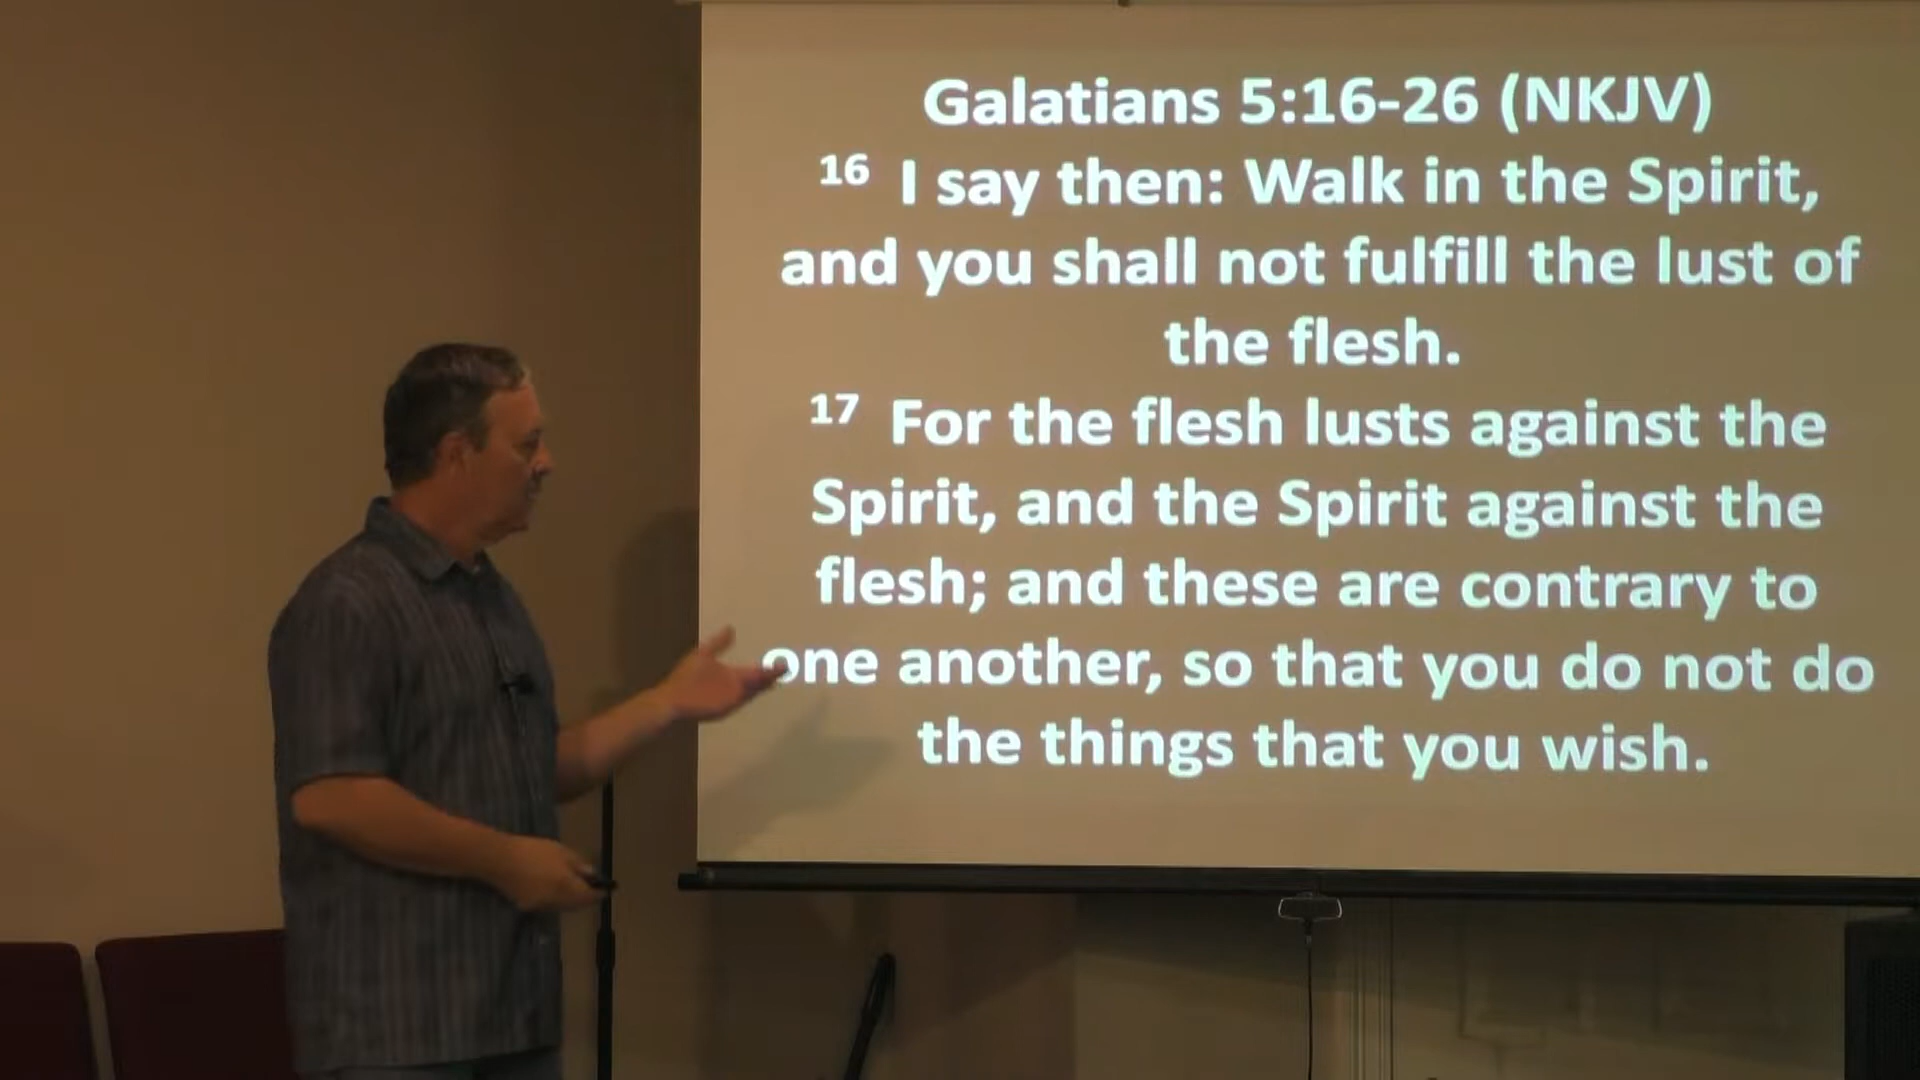 Galatians 5:16-26 (NKJV)
16 I say then: Walk in the Spirit,
and you shall not fulfill the lust of
the flesh.
17 For the flesh lusts against the
Spirit, and the Spirit against the
flesh; and these are contrary to
one another, so that you do not do
the things that you wish.